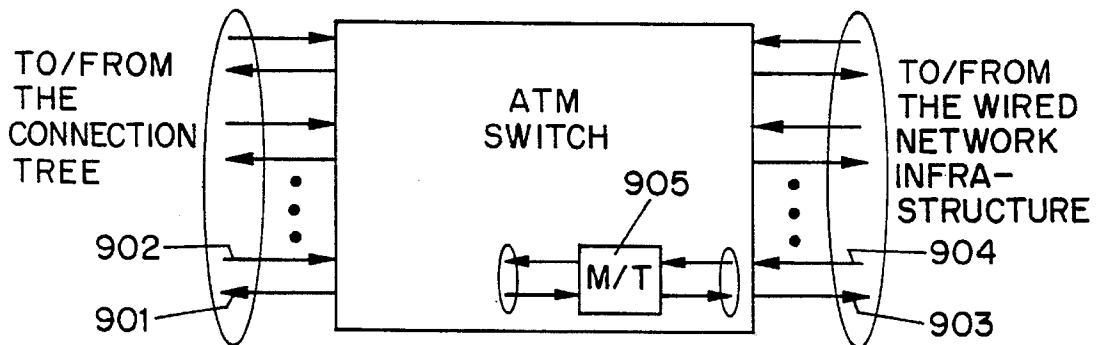 TO/FROM
THE
CONNECTION
TREE
902
901
ATM
SWITCH
905
M/T
TO/FROM
THE WIRED
NETWORK
INFRA-
STRUCTURE
904
903